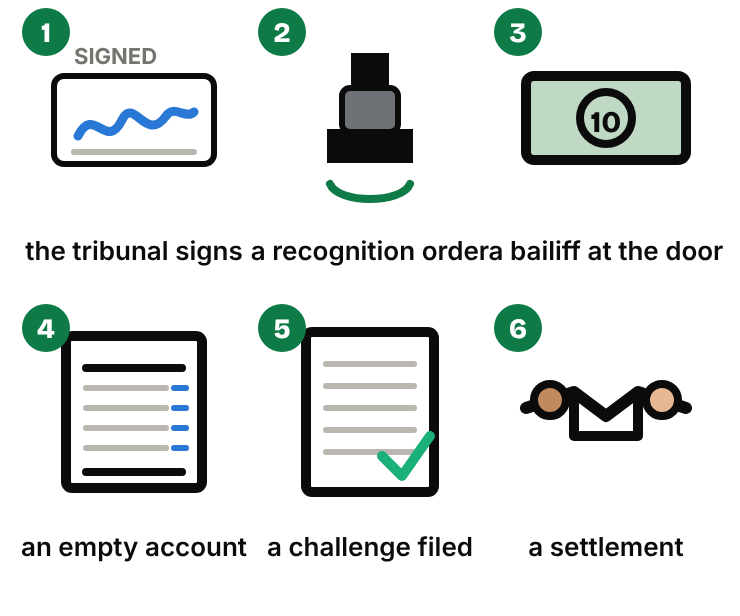 1
SIGNED
the tribunal signs
2
a recognition order
3
10
a bailiff at the door
4
an empty account
5
a challenge filed
6
a settlement